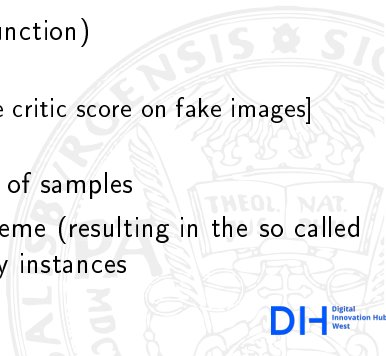 unction)
e critic score on fake images]
of samples
eme (resulting in the so called
y instances
THEOL. NAT.
DIH Digital
Innovation Hub
West